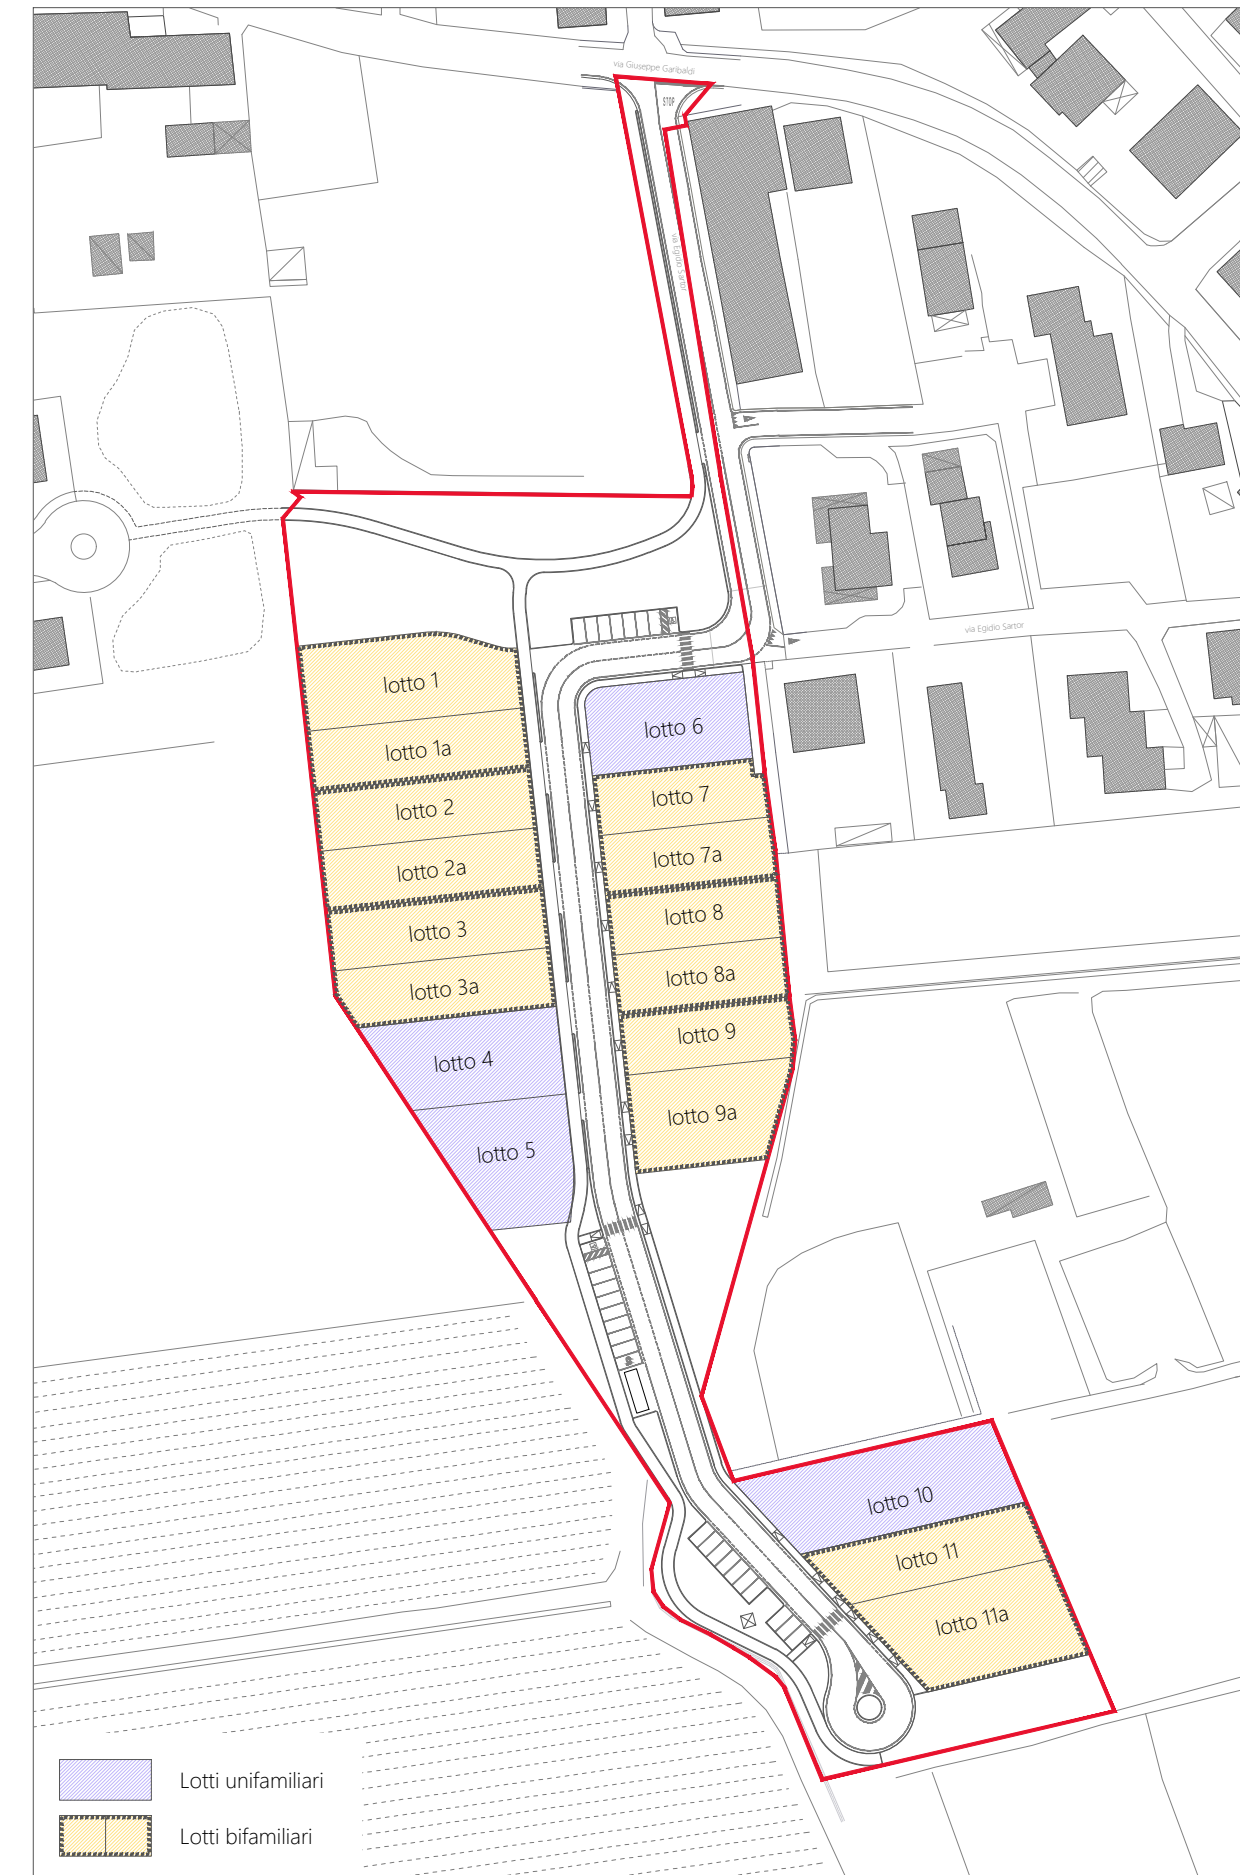 via Giuseppe Garibaldi
STOP
via Egidio Sartor
via Egidio Sartor
lotto 1
lotto 1a
lotto 2
lotto 2a
lotto 3
lotto 3a
lotto 4
lotto 5
lotto 6
lotto 7
lotto 7a
lotto 8
lotto 8a
lotto 9
lotto 9a
lotto 10
lotto 11
lotto 11a
Lotti unifamiliari
Lotti bifamiliari